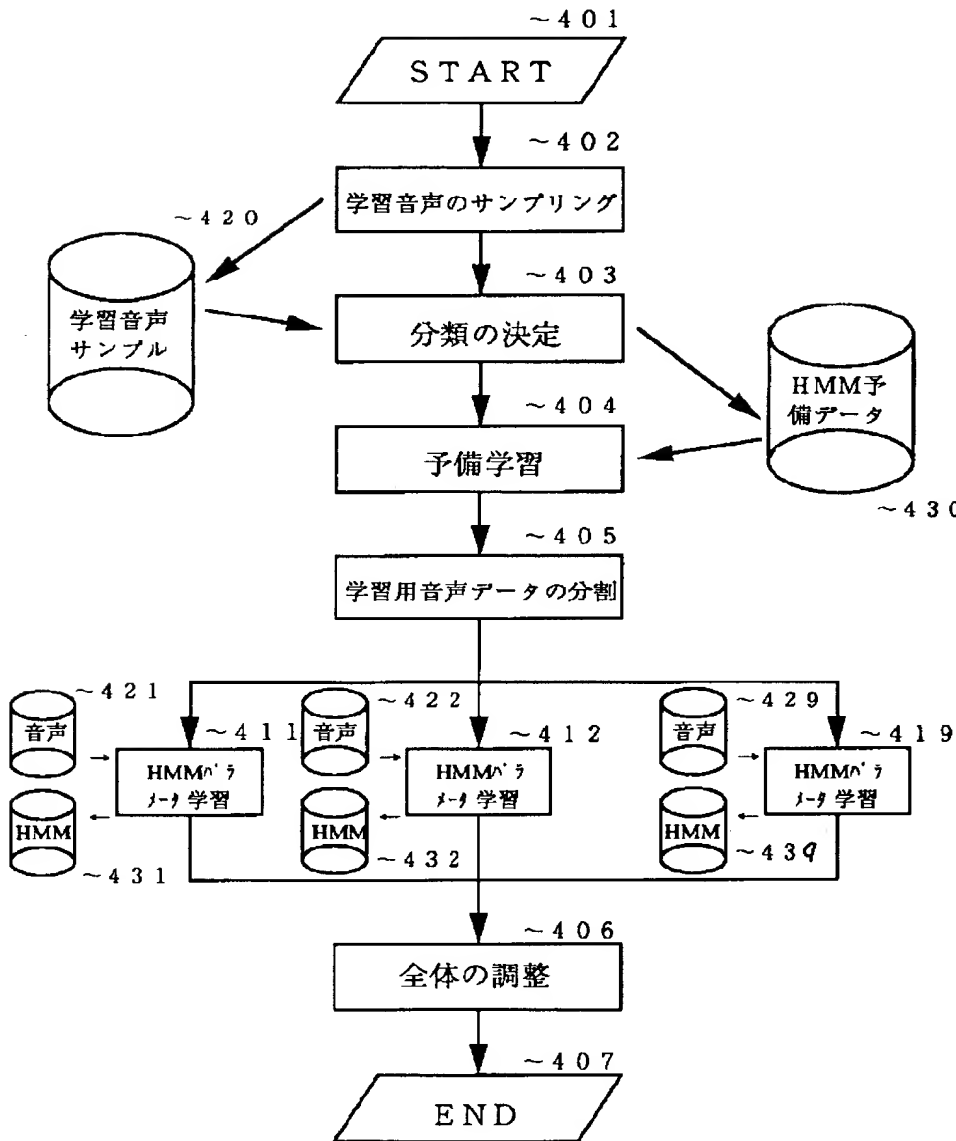 ~401
START
~402
学習音声のサンプリング
~420
学習音声
サンプル
~403
分類の決定
HMM予
備データ
~430
~404
予備学習
~405
学習用音声データの分割
~421
音声
~411
HMMパラ
メータ学習
HMM
~431
~422
音声
~412
HMMパラ
メータ学習
HMM
~432
~429
音声
~419
HMMパラ
メータ学習
HMM
~439
~406
全体の調整
~407
END